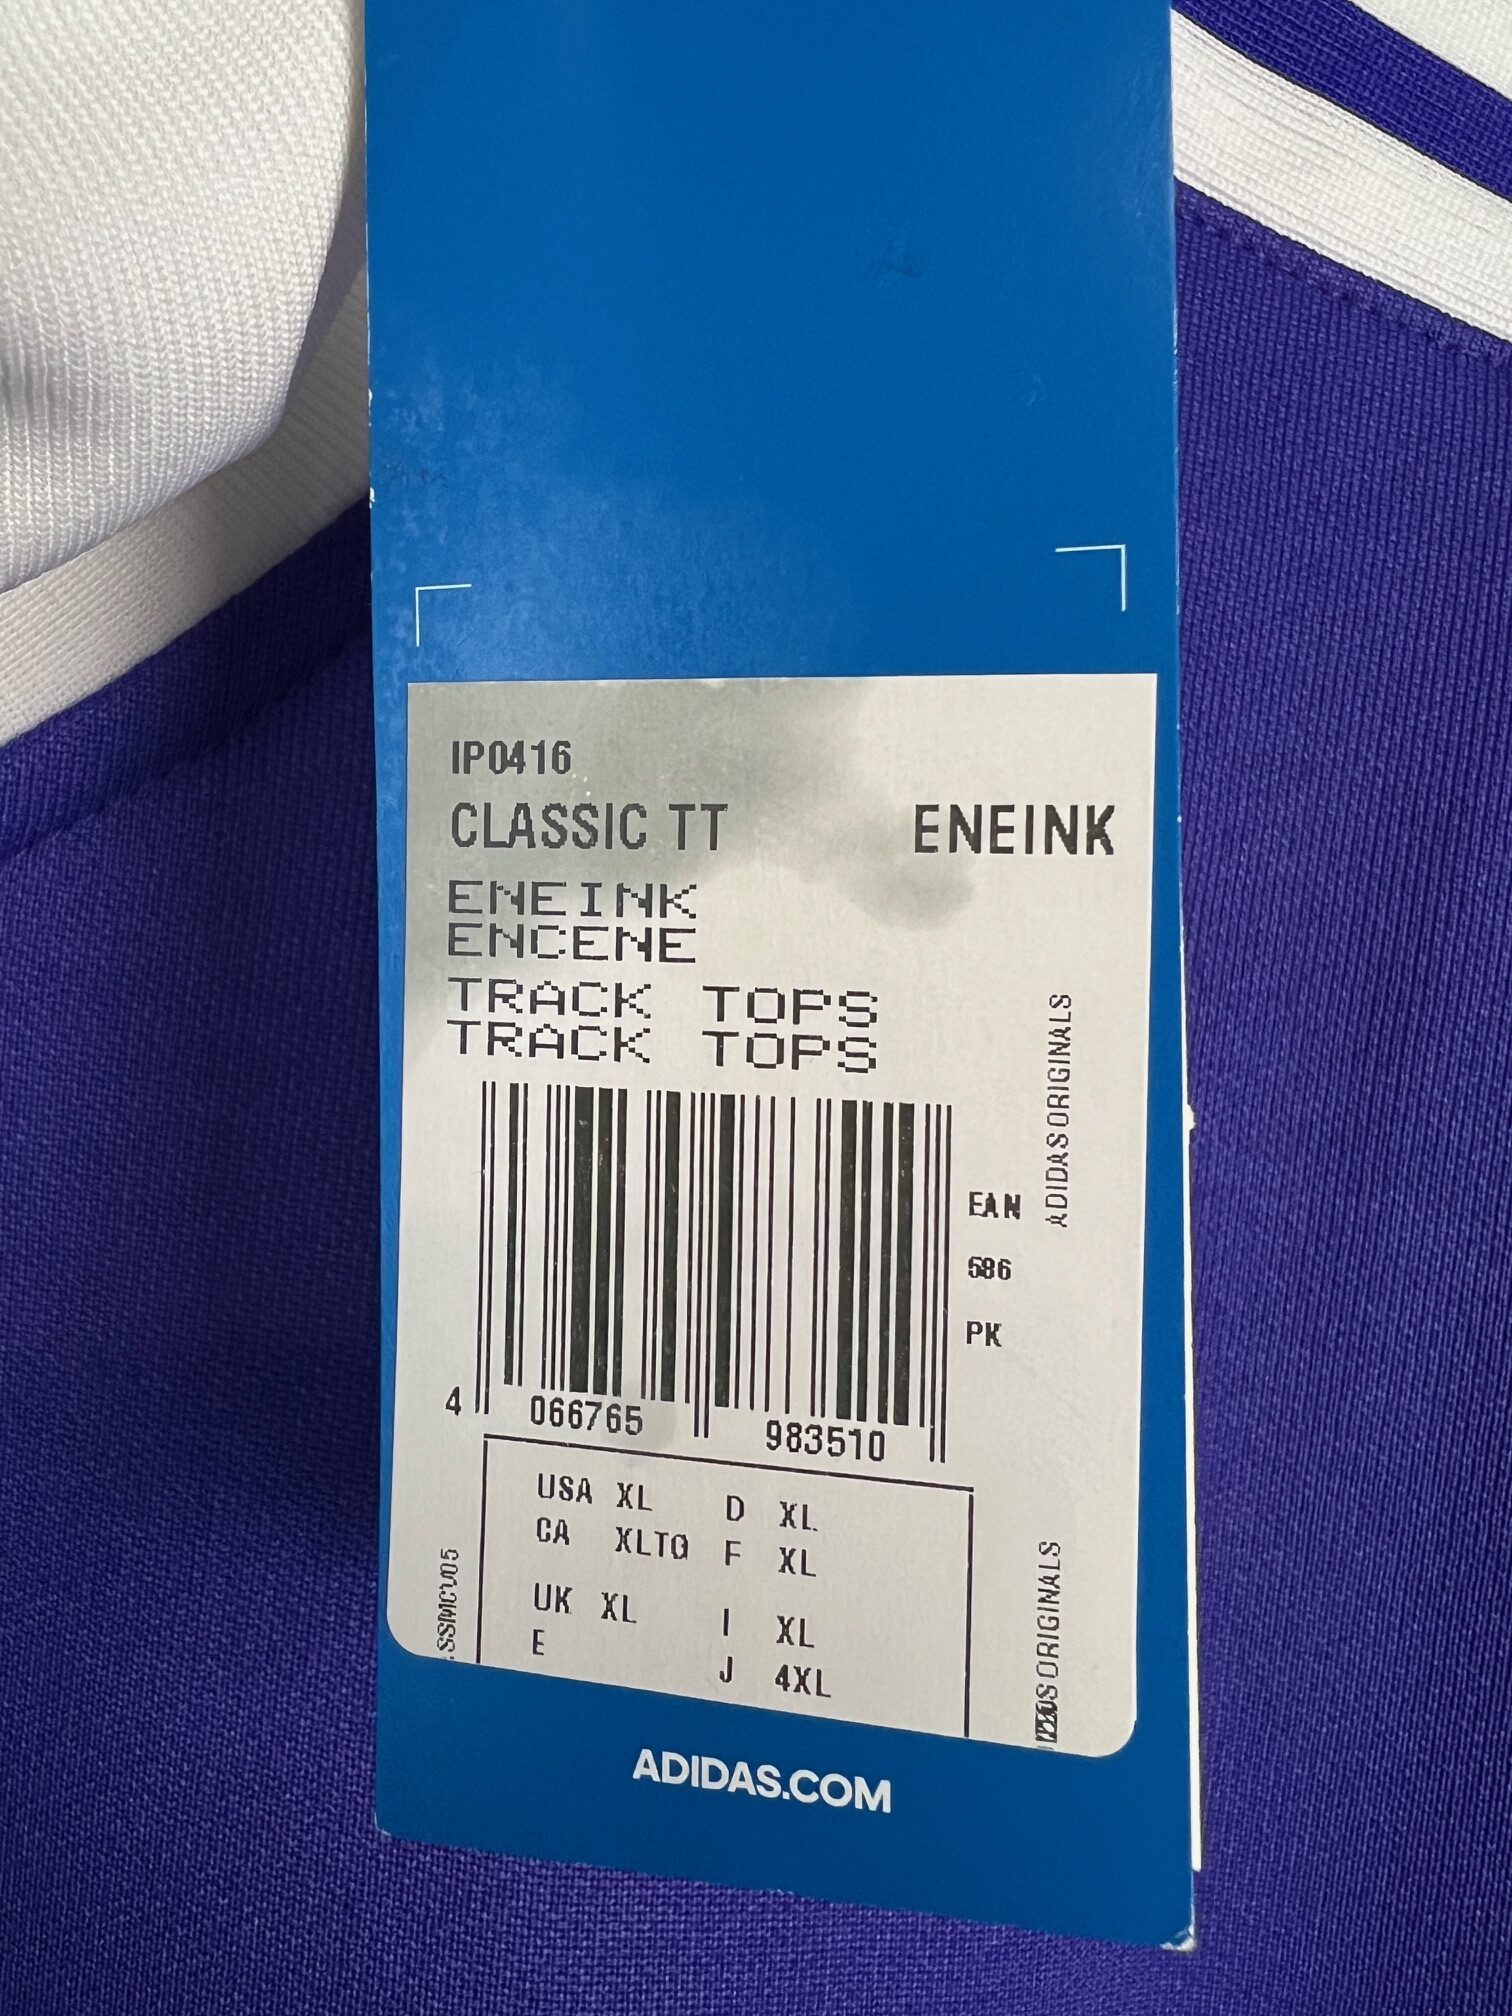 IP0416
CLASSIC TT ENEINK
ENEINK
ENCENE
TRACK TOPS
TRACK TOPS
ADIDAS ORIGINALS
EAN
586
PK
4 066765 983510
USA XL D XL
CA XLTG F XL
UK XL I XL
E J 4XL
ORIGINALS
ADIDAS.COM